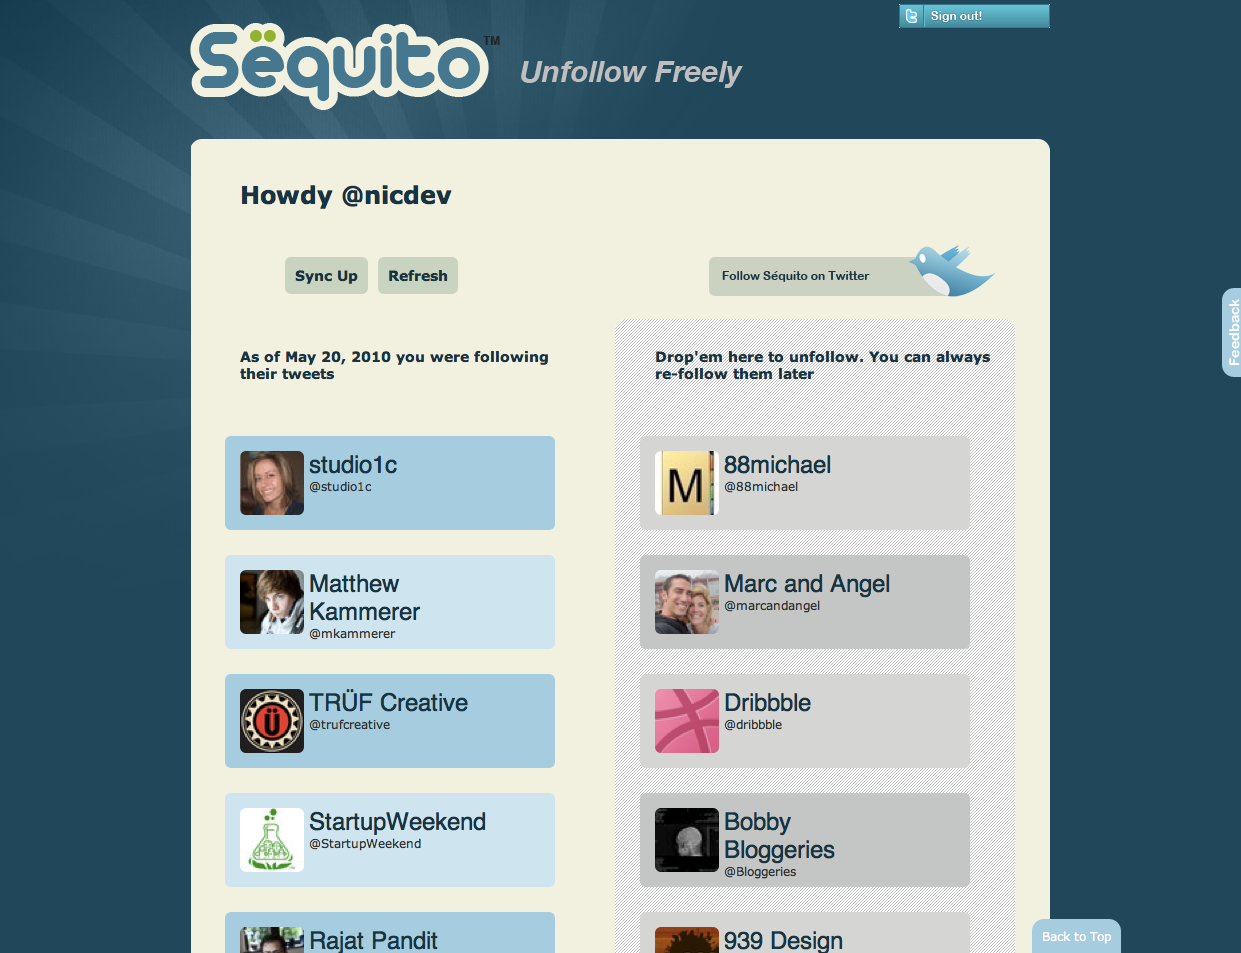 Sign out!
Sëquito™
Unfollow Freely
Howdy @nicdev
Sync Up
Refresh
Follow Séquito on Twitter
Feedback
As of May 20, 2010 you were following
their tweets
studio1c
@studio1c
Matthew
Kammerer
@mkammerer
TRÜF Creative
@trufcreative
Ü
StartupWeekend
@StartupWeekend
Rajat Pandit
Drop'em here to unfollow. You can always
re-follow them later
M
88michael
@88michael
Marc and Angel
@marcandangel
Dribbble
@dribbble
Bobby
Bloggeries
@Bloggeries
939 Design
Back to Top